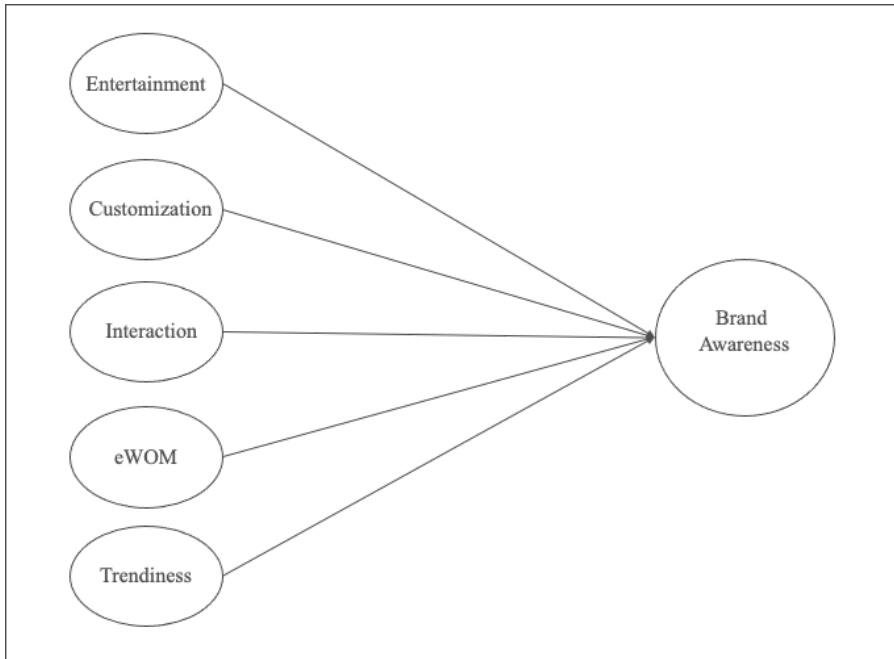 Entertainment
Customization
Interaction
eWOM
Trendiness
Brand
Awareness